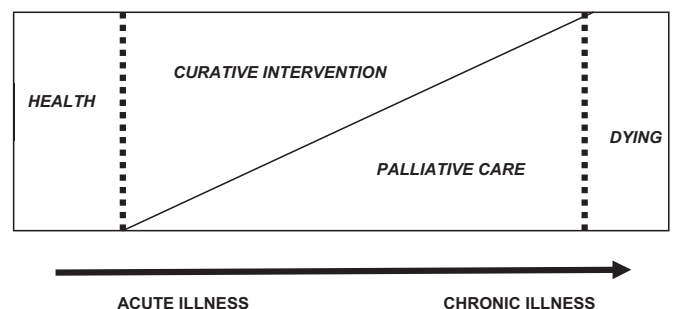 CURATIVE INTERVENTION
HEALTH
DYING
PALLIATIVE CARE
ACUTE ILLNESS
CHRONIC ILLNESS